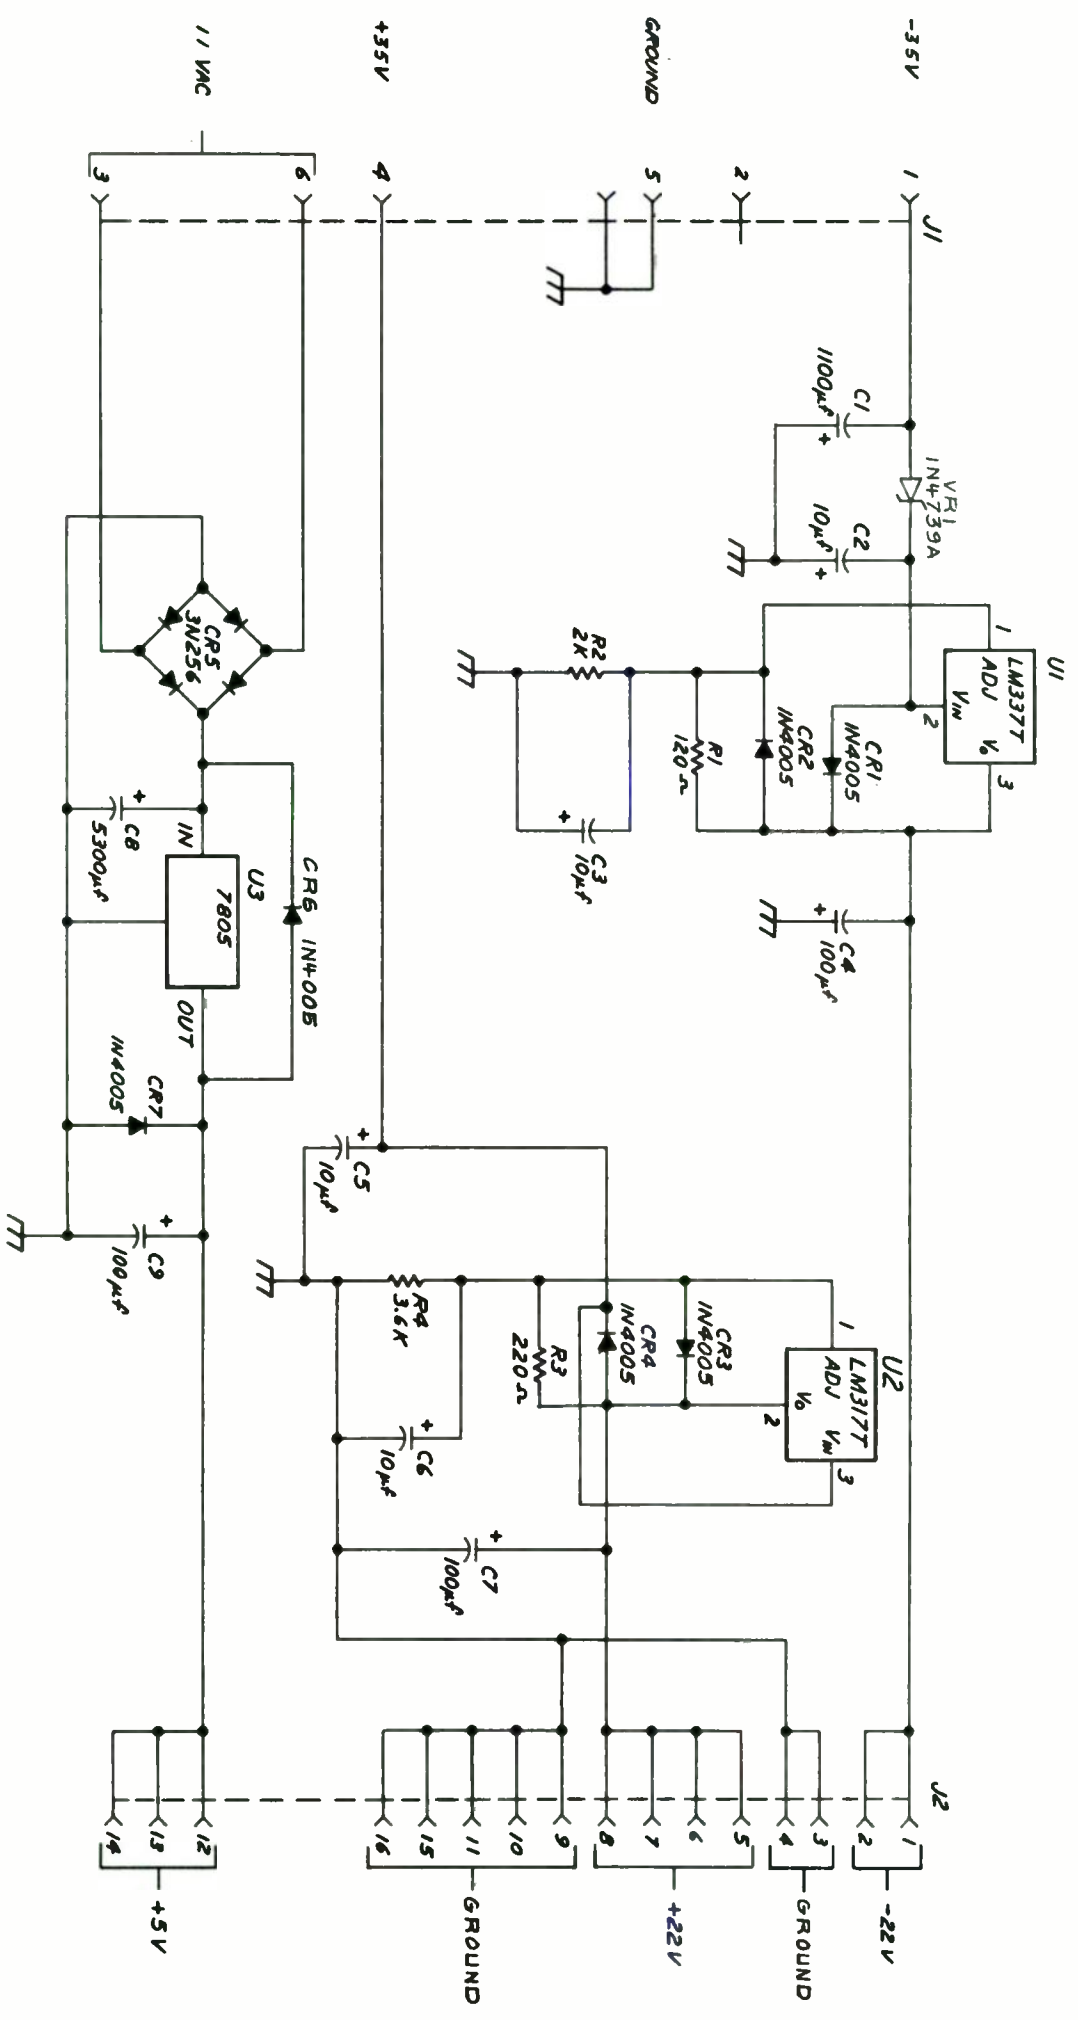 J1
J2
-35V
1
2
GROUND
5
+35V
4
11 VAC
6
3
C1
1100µf
+
VR1
1N4739A
C2
10µf
+
U1
LM337T
ADJ
VIN
Vo
1
2
3
CR1
1N4005
CR2
1N4005
R1
120Ω
R2
2K
C3
10µf
+
C4
100µf
+
U2
LM317T
ADJ
Vo
VIN
1
2
3
CR3
1N4005
CR4
1N4005
R3
220Ω
R4
3.6K
C5
10µf
+
C6
10µf
+
C7
100µf
+
CR5
3N256
CR6 1N4005
U3
7805
IN
OUT
C8
5300µf
+
CR7
1N4005
C9
100µf
+
1
2
-22V
3
4
GROUND
5
6
7
8
+22V
9
10
11
15
16
GROUND
12
13
14
+5V